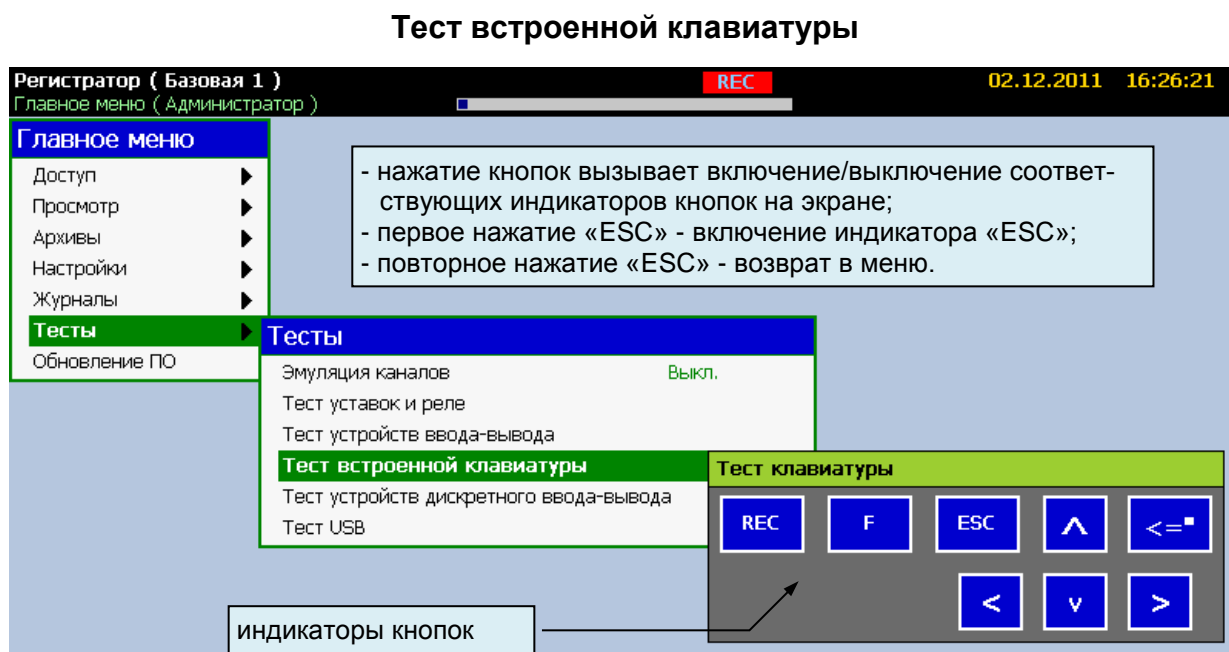 Тест встроенной клавиатуры
Регистратор ( Базовая 1 )
REC
02.12.2011 16:26:21
Главное меню ( Администратор )
Главное меню
Доступ
Просмотр
Архивы
Настройки
Журналы
Тесты
Обновление ПО
- нажатие кнопок вызывает включение/выключение соответ-
ствующих индикаторов кнопок на экране;
- первое нажатие «ESC» - включение индикатора «ESC»;
- повторное нажатие «ESC» - возврат в меню.
Тесты
Эмуляция каналов Выкл.
Тест уставок и реле
Тест устройств ввода-вывода
Тест встроенной клавиатуры
Тест устройств дискретного ввода-вывода
Тест USB
Тест клавиатуры
REC F ESC ^ <=■
< v >
индикаторы кнопок